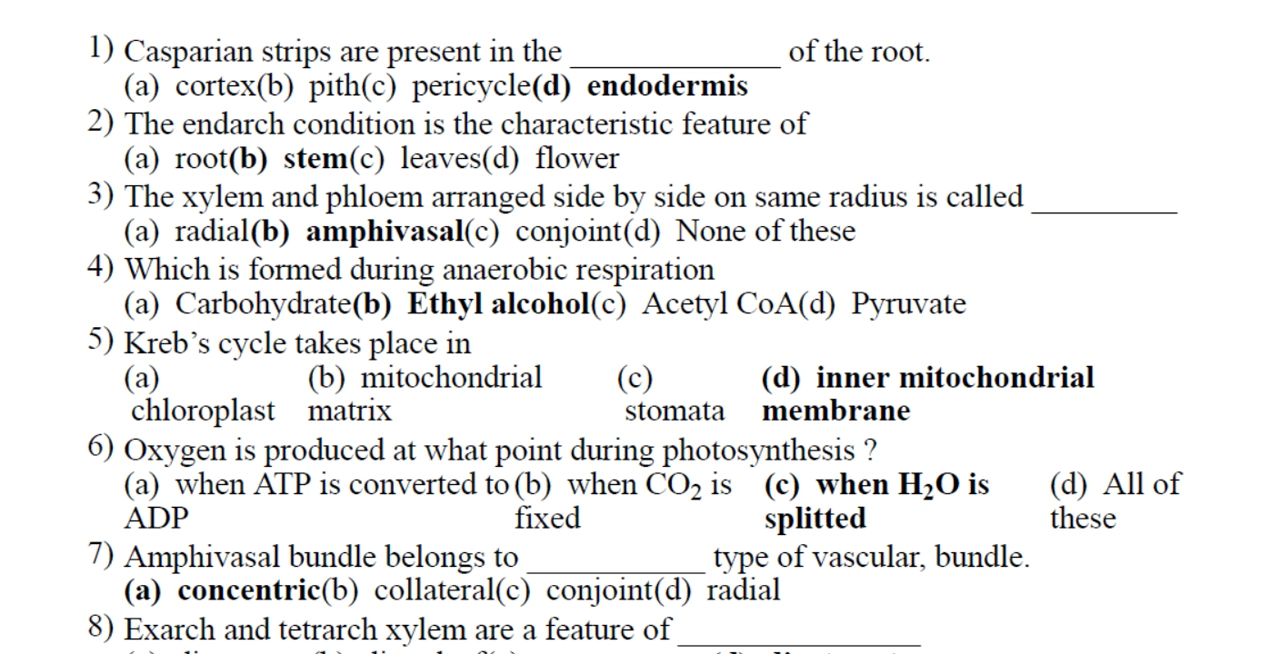 1) Casparian strips are present in the ____________ of the root.
(a) cortex(b) pith(c) pericycle(d) endodermis
2) The endarch condition is the characteristic feature of
(a) root(b) stem(c) leaves(d) flower
3) The xylem and phloem arranged side by side on same radius is called ________
(a) radial(b) amphivasal(c) conjoint(d) None of these
4) Which is formed during anaerobic respiration
(a) Carbohydrate(b) Ethyl alcohol(c) Acetyl CoA(d) Pyruvate
5) Kreb's cycle takes place in
(a) (b) mitochondrial (c) (d) inner mitochondrial
chloroplast matrix stomata membrane
6) Oxygen is produced at what point during photosynthesis ?
(a) when ATP is converted to (b) when CO₂ is (c) when H₂O is (d) All of
ADP fixed splitted these
7) Amphivasal bundle belongs to __________ type of vascular, bundle.
(a) concentric(b) collateral(c) conjoint(d) radial
8) Exarch and tetrarch xylem are a feature of ______________